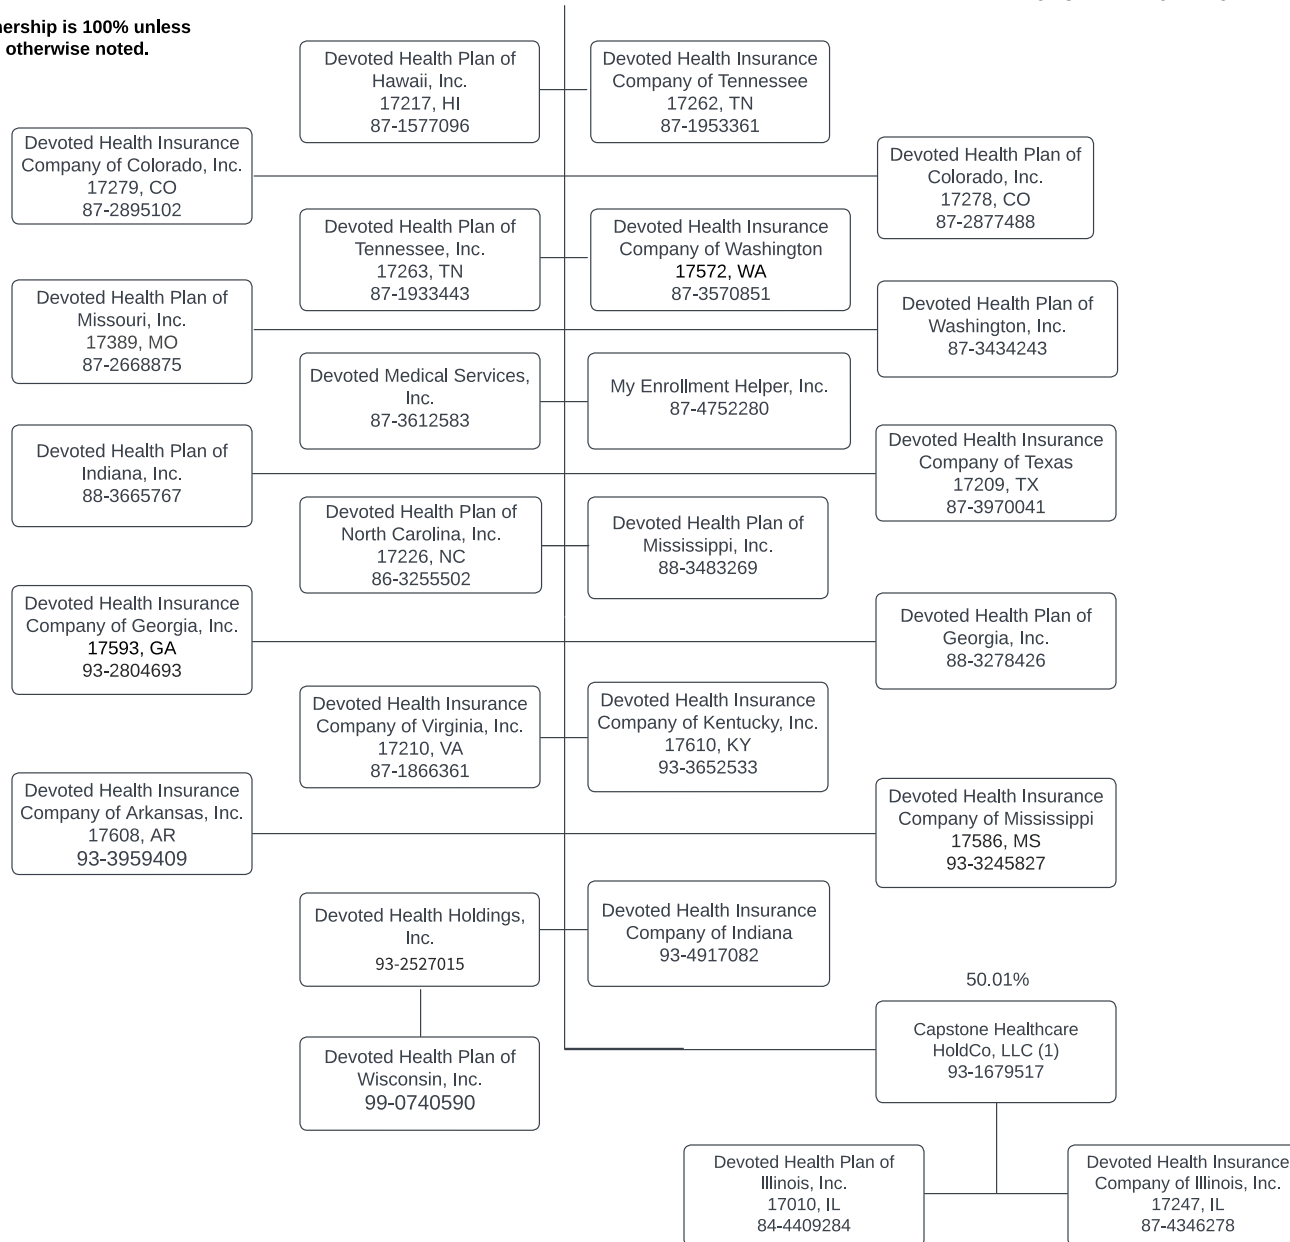 otherwise noted.
unless
is 100%
Devoted Health Plan of
Hawaii, Inc.
17217, HI
87-1577096
Devoted Health Insurance
Company of Tennessee
17262, TN
87-1953361
Devoted Health Insurance
Company of Colorado, Inc.
17279, CO
87-2895102
Devoted Health Plan of
Colorado, Inc.
17278, CO
87-2877488
Devoted Health Plan of
Tennessee, Inc.
17263, TN
87-1933443
Devoted Health Insurance
Company of Washington
17572, WA
87-3570851
Devoted Health Plan of
Missouri, Inc.
17389, MO
87-2668875
Devoted Health Plan of
Washington, Inc.
87-3434243
Devoted Medical Services,
Inc.
87-3612583
My Enrollment Helper, Inc.
87-4752280
Devoted Health Plan of
Indiana, Inc.
88-3665767
Devoted Health Insurance
Company of Texas
17209, TX
87-3970041
Devoted Health Plan of
North Carolina, Inc.
17226, NC
86-3255502
Devoted Health Plan of
Mississippi, Inc.
88-3483269
Devoted Health Insurance
Company of Georgia, Inc.
17593, GA
93-2804693
Devoted Health Plan of
Georgia, Inc.
88-3278426
Devoted Health Insurance
Company of Virginia, Inc.
17210, VA
87-1866361
Devoted Health Insurance
Company of Kentucky, Inc.
17610, KY
93-3652533
Devoted Health Insurance
Company of Arkansas, Inc.
17608, AR
93-3959409
Devoted Health Insurance
Company of Mississippi
17586, MS
93-3245827
Devoted Health Holdings,
Inc.
93-2527015
Devoted Health Insurance
Company of Indiana
93-4917082
50.01%
Capstone Healthcare
HoldCo, LLC (1)
93-1679517
Devoted Health Plan of
Wisconsin, Inc.
99-0740590
Devoted Health Plan of
Illinois, Inc.
17010, IL
84-4409284
Devoted Health Insurance
Company of Illinois, Inc.
17247, IL
87-4346278